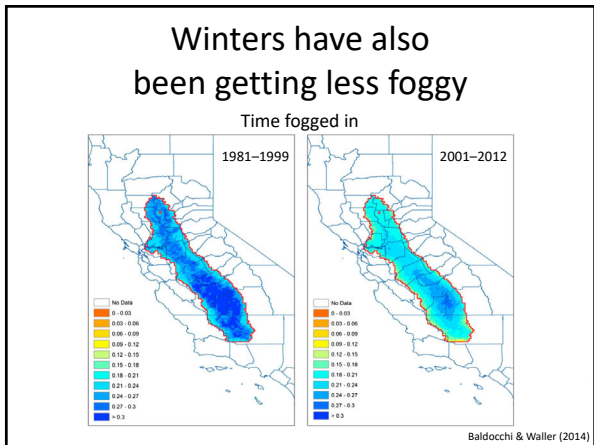 Winters have also
been getting less foggy
Time fogged in
1981–1999
No Data
0 - 0.03
0.03 - 0.06
0.06 - 0.09
0.09 - 0.12
0.12 - 0.15
0.15 - 0.18
0.18 - 0.21
0.21 - 0.24
0.24 - 0.27
0.27 - 0.3
> 0.3
2001–2012
No Data
0 - 0.03
0.03 - 0.06
0.06 - 0.09
0.09 - 0.12
0.12 - 0.15
0.15 - 0.18
0.18 - 0.21
0.21 - 0.24
0.24 - 0.27
0.27 - 0.3
> 0.3
Baldocchi & Waller (2014)